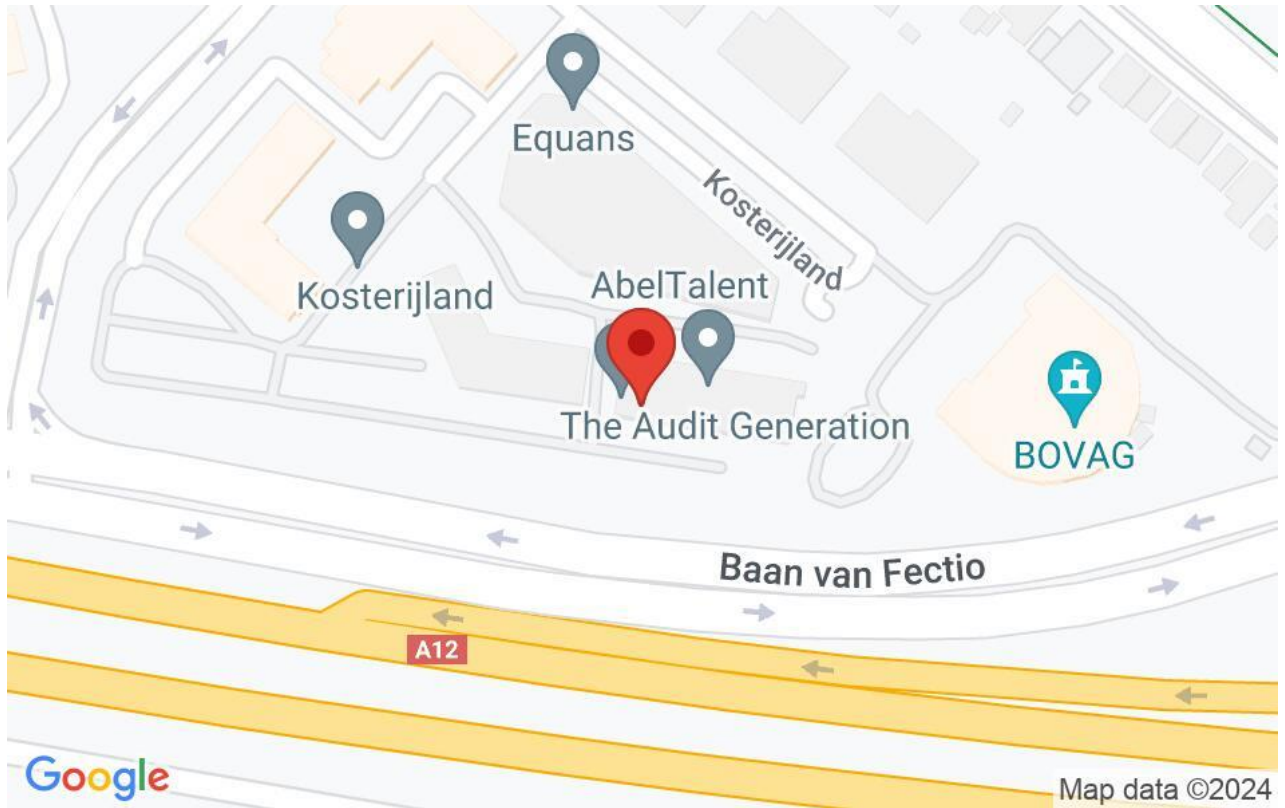 Equans
Kosterijland
Kosterijland
AbelTalent
The Audit Generation
BOVAG
Baan van Fectio
A12
Google
Map data ©2024